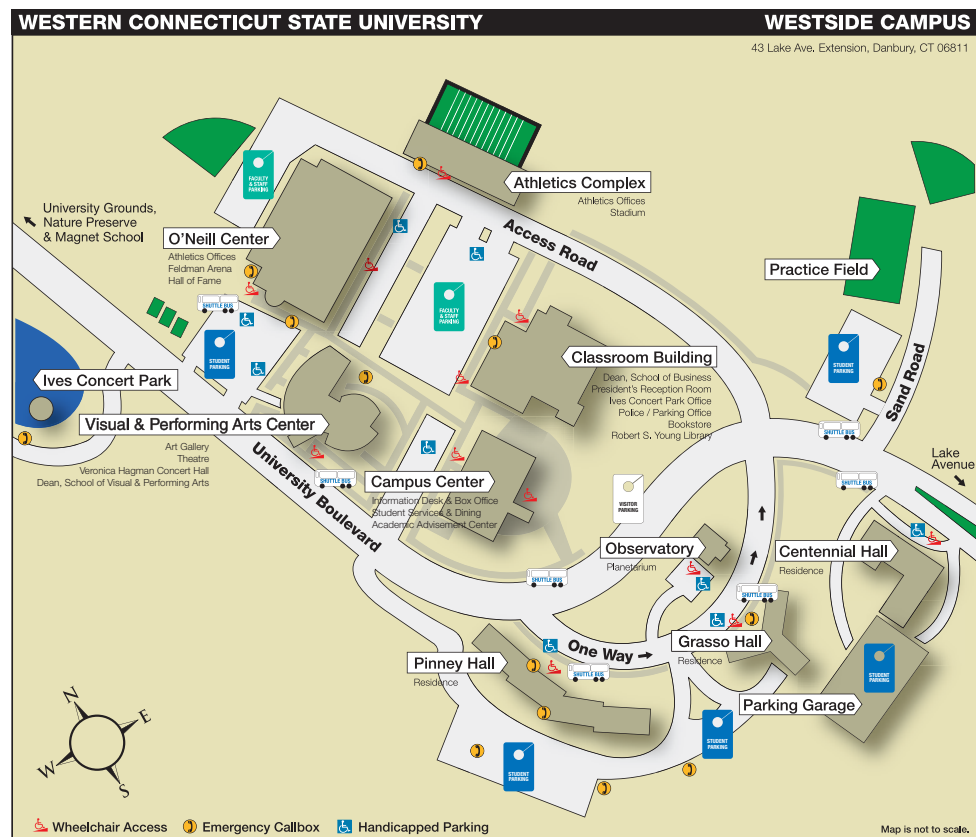 WESTERN CONNECTICUT STATE UNIVERSITY
WESTSIDE CAMPUS
43 Lake Ave. Extension, Danbury, CT 06811
FACULTY
& STAFF
PARKING
Athletics Complex
Athletics Offices
Stadium
University Grounds,
Nature Preserve
& Magnet School
O'Neill Center
Athletics Offices
Feldman Arena
Hall of Fame
Access Road
Practice Field
SHUTTLE BUS
FACULTY
& STAFF
PARKING
STUDENT
PARKING
STUDENT
PARKING
Sand Road
Classroom Building
Dean, School of Business
President's Reception Room
Ives Concert Park Office
Police / Parking Office
Bookstore
Robert S. Young Library
Ives Concert Park
Visual & Performing Arts Center
Art Gallery
Theatre
Veronica Hagman Concert Hall
Dean, School of Visual & Performing Arts
SHUTTLE BUS
SHUTTLE BUS
Lake
Avenue
SHUTTLE BUS
University Boulevard
Campus Center
Information Desk & Box Office
Student Services & Dining
Academic Advisement Center
VISITOR
PARKING
Observatory
Planetarium
Centennial Hall
Residence
SHUTTLE BUS
SHUTTLE BUS
One Way
Grasso Hall
Residence
Pinney Hall
Residence
SHUTTLE BUS
STUDENT
PARKING
Parking Garage
STUDENT
PARKING
STUDENT
PARKING
N
E
W
S
Wheelchair Access
Emergency Callbox
Handicapped Parking
Map is not to scale.